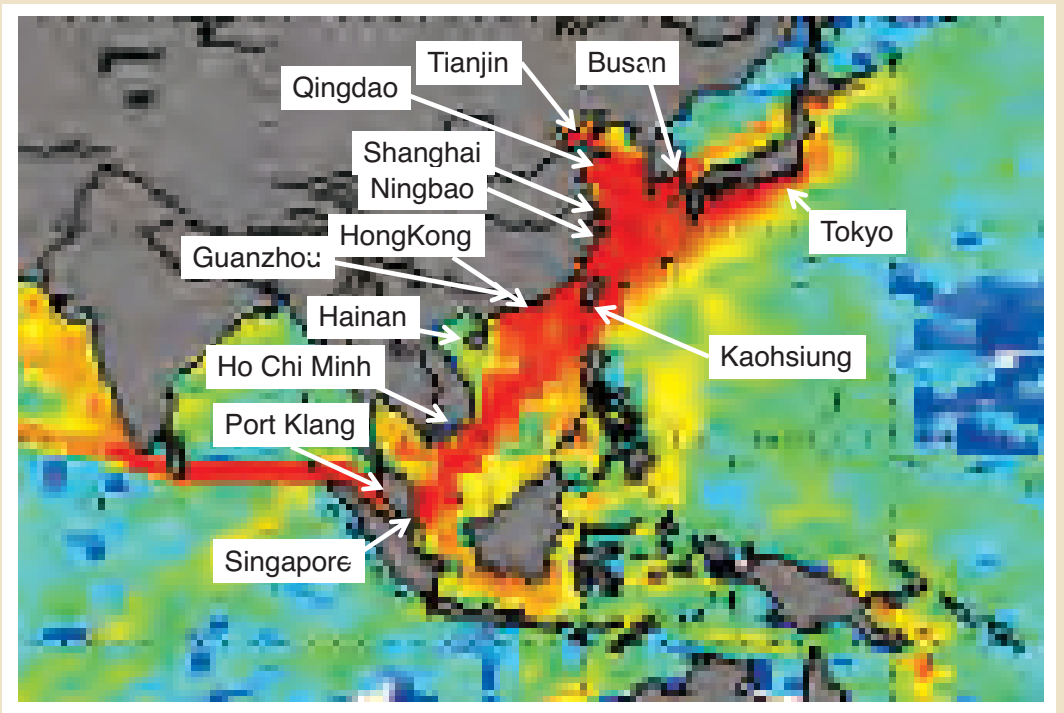 Tianjin
Busan
Qingdao
Shanghai
Ningbao
HongKong
Tokyo
Guanzhou
Hainan
Kaohsiung
Ho Chi Minh
Port Klang
Singapore